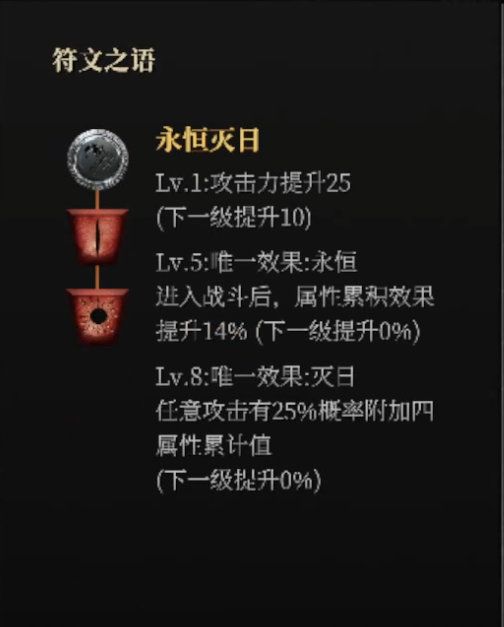 符文之语
永恒灭日
Lv.1:攻击力提升25
(下一级提升10)
Lv.5:唯一效果:永恒
进入战斗后，属性累积效果
提升14% (下一级提升0%)
Lv.8:唯一效果:灭日
任意攻击有25%概率附加四
属性累计值
(下一级提升0%)